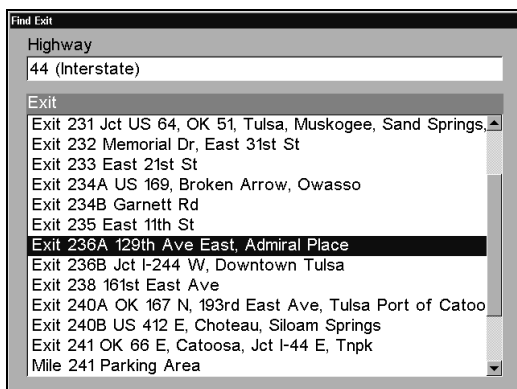 Find Exit
Highway
44 (Interstate)
Exit
Exit 231 Jct US 64, OK 51, Tulsa, Muskogee, Sand Springs,
Exit 232 Memorial Dr, East 31st St
Exit 233 East 21st St
Exit 234A US 169, Broken Arrow, Owasso
Exit 234B Garnett Rd
Exit 235 East 11th St
Exit 236A 129th Ave East, Admiral Place
Exit 236B Jct I-244 W, Downtown Tulsa
Exit 238 161st East Ave
Exit 240A OK 167 N, 193rd East Ave, Tulsa Port of Catoo
Exit 240B US 412 E, Choteau, Siloam Springs
Exit 241 OK 66 E, Catoosa, Jct I-44 E, Tnpk
Mile 241 Parking Area